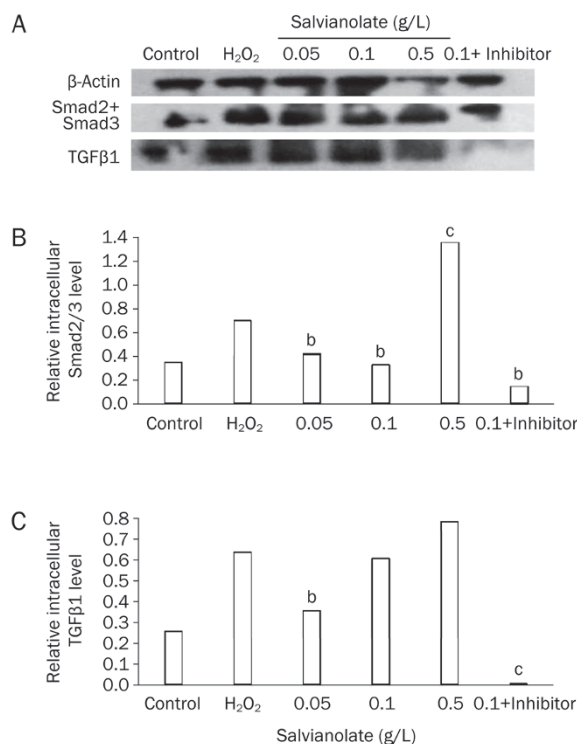 A
Salvianolate (g/L)
Control H₂O₂ 0.05 0.1 0.5 0.1+ Inhibitor
β-Actin
Smad2+
Smad3
TGFβ1
B
Relative intracellular
Smad2/3 level
1.4
1.2
1.0
0.8
0.6
0.4
0.2
0.0
b
b
c
b
Control H₂O₂ 0.05 0.1 0.5 0.1+Inhibitor
C
Relative intracellular
TGFβ1 level
0.8
0.7
0.6
0.5
0.4
0.3
0.2
0.1
0.0
b
c
Control H₂O₂ 0.05 0.1 0.5 0.1+Inhibitor
Salvianolate (g/L)